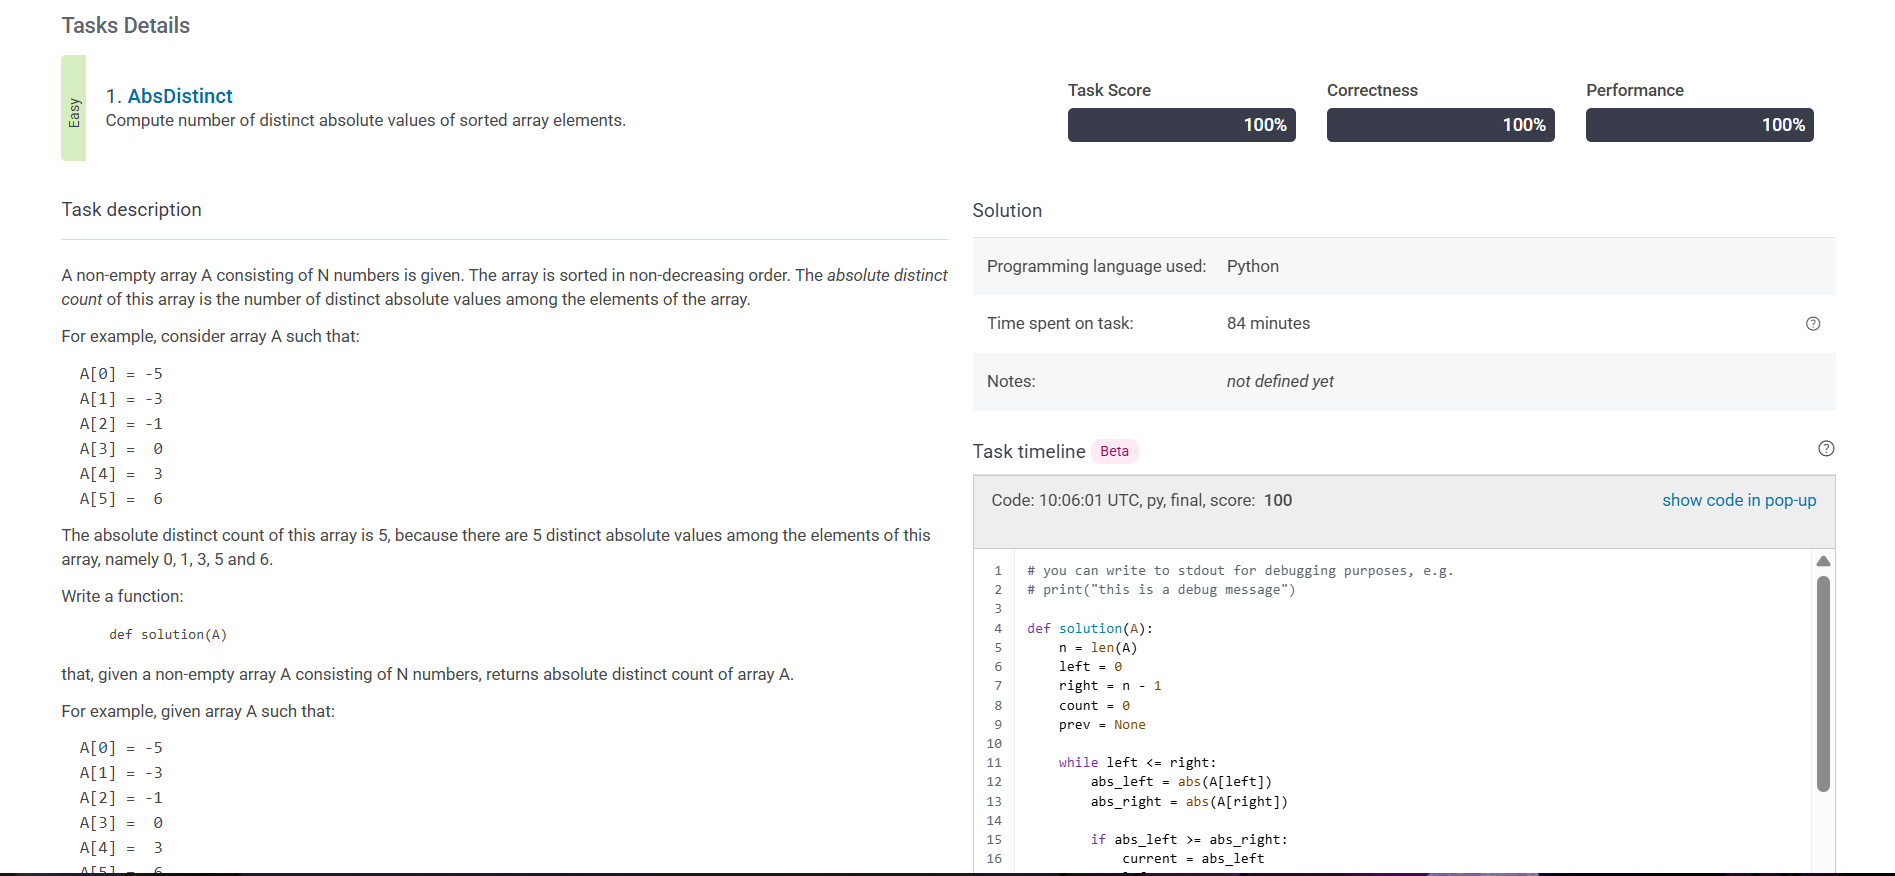 Tasks Details
Easy
1. AbsDistinct
Compute number of distinct absolute values of sorted array elements.
Task Score
100%
Correctness
100%
Performance
100%
Task description
A non-empty array A consisting of N numbers is given. The array is sorted in non-decreasing order. The absolute distinct
count of this array is the number of distinct absolute values among the elements of the array.
For example, consider array A such that:
A[0] = -5
A[1] = -3
A[2] = -1
A[3] =  0
A[4] =  3
A[5] =  6
The absolute distinct count of this array is 5, because there are 5 distinct absolute values among the elements of this
array, namely 0, 1, 3, 5 and 6.
Write a function:
def solution(A)
that, given a non-empty array A consisting of N numbers, returns absolute distinct count of array A.
For example, given array A such that:
A[0] = -5
A[1] = -3
A[2] = -1
A[3] =  0
A[4] =  3
A[5] =  6
Solution
Programming language used: Python
Time spent on task: 84 minutes
Notes: not defined yet
Task timeline Beta
Code: 10:06:01 UTC, py, final, score: 100
show code in pop-up
1 # you can write to stdout for debugging purposes, e.g.
2 # print("this is a debug message")
3
4 def solution(A):
5     n = len(A)
6     left = 0
7     right = n - 1
8     count = 0
9     prev = None
10
11     while left <= right:
12         abs_left = abs(A[left])
13         abs_right = abs(A[right])
14
15         if abs_left >= abs_right:
16             current = abs_left